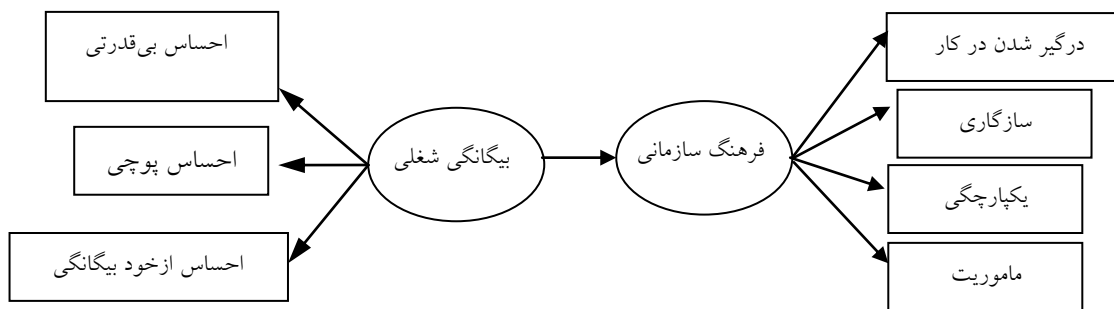 درگیر شدن در کار
سازگاری
یکپارچگی
ماموریت
فرهنگ سازمانی
بیگانگی شغلی
احساس بی‌قدرتی
احساس پوچی
احساس ازخود بیگانگی